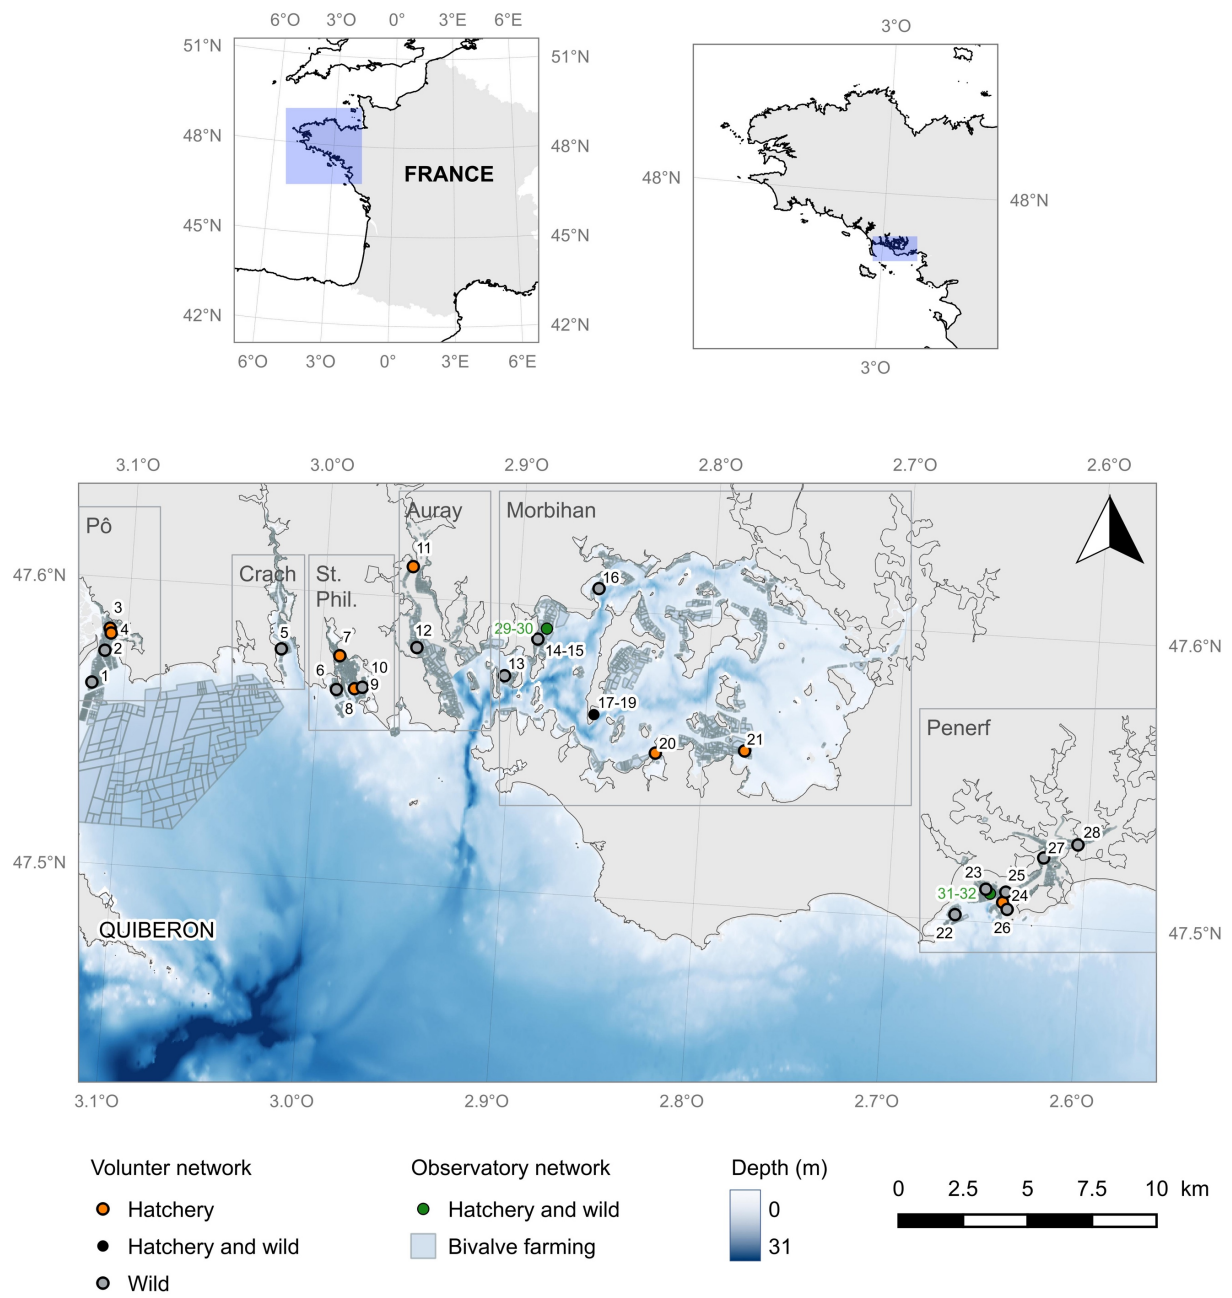 6°O 3°O 0° 3°E 6°E
51°N
51°N
48°N
48°N
FRANCE
45°N
45°N
42°N
42°N
6°O 3°O 0° 3°E 6°E
3°O
48°N
48°N
3°O
3.1°O 3.0°O 2.9°O 2.8°O 2.7°O 2.6°O
Pô
Auray
Morbihan
11
47.6°N
Crach
St.
Phil.
16
3
4
29-30
5
12
47.6°N
2
7
14-15
1
6
10
9
13
8
17-19
20
21
Penerf
28
27
47.5°N
23
25
31-32
24
22
26
QUIBERON
47.5°N
3.1°O 3.0°O 2.9°O 2.8°O 2.7°O 2.6°O
Volunter network
Hatchery
Hatchery and wild
Wild
Observatory network
Hatchery and wild
Bivalve farming
Depth (m)
0
31
0 2.5 5 7.5 10 km